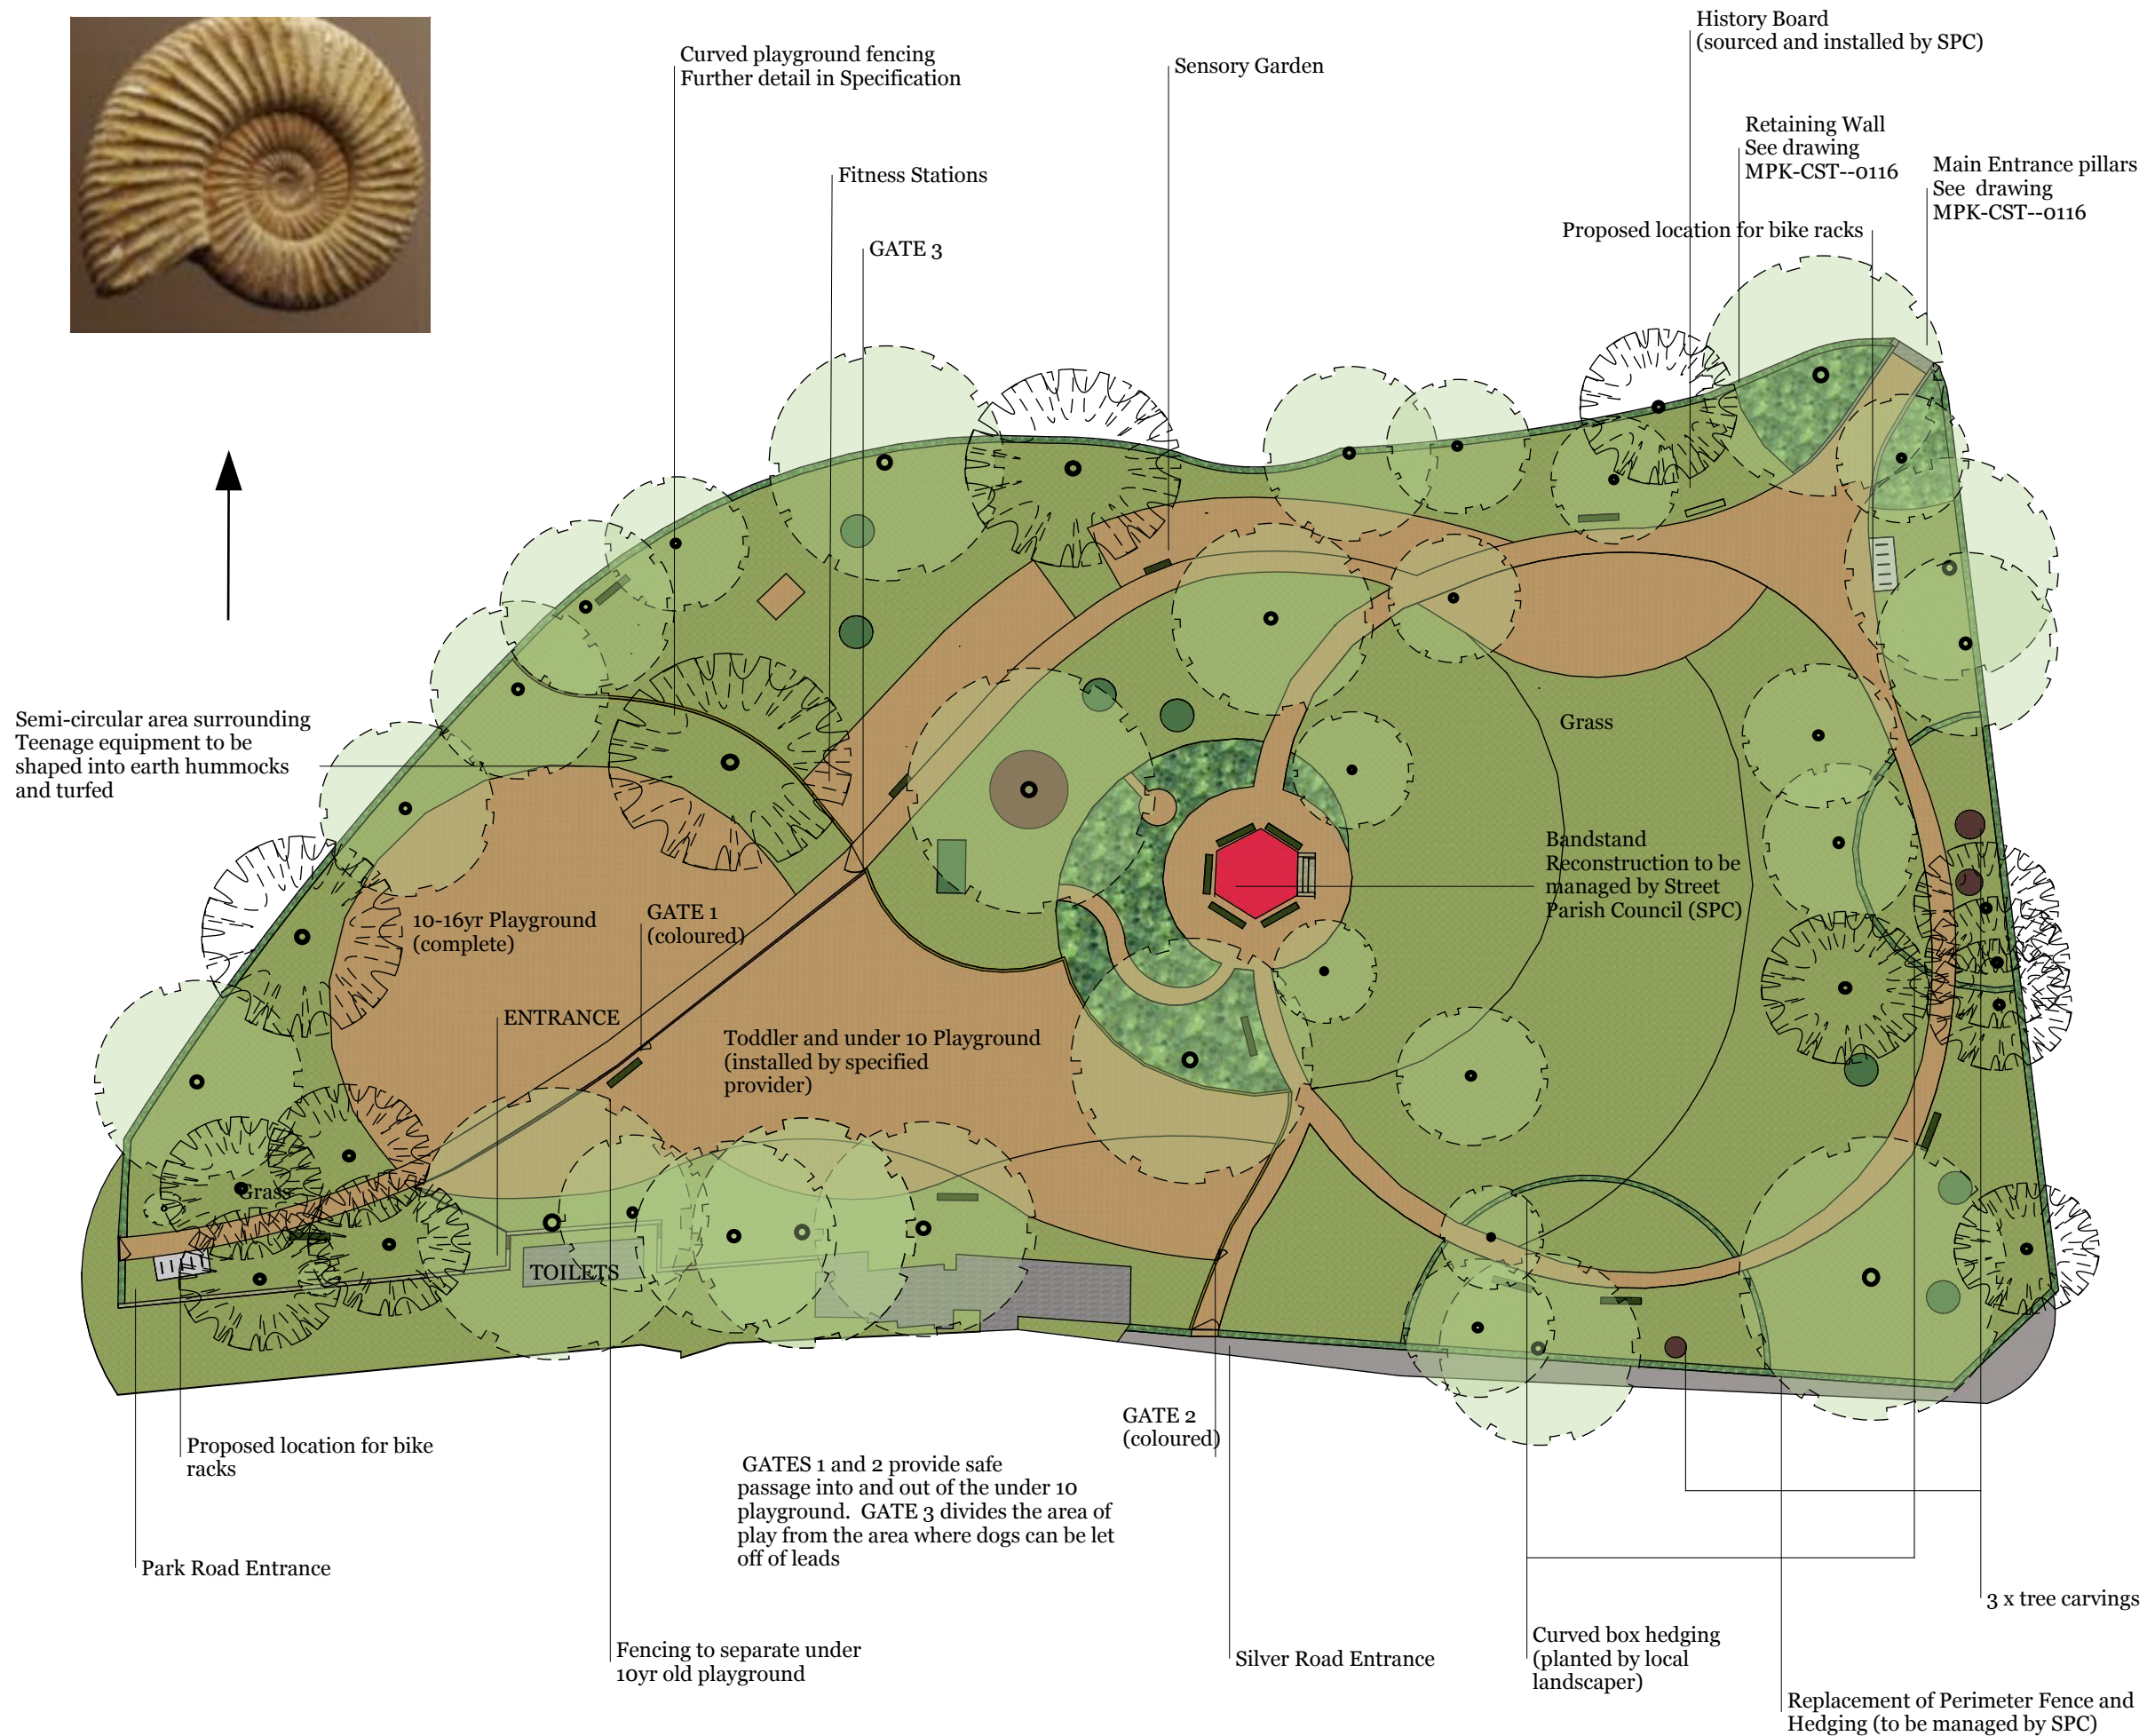 History Board
(sourced and installed by SPC)
Curved playground fencing
Further detail in Specification
Sensory Garden
Retaining Wall
See drawing
MPK-CST--0116
Main Entrance pillars
See drawing
MPK-CST--0116
Fitness Stations
Proposed location for bike racks
GATE 3
Semi-circular area surrounding
Teenage equipment to be
shaped into earth hummocks
and turfed
Grass
Bandstand
Reconstruction to be
managed by Street
Parish Council (SPC)
10-16yr Playground
(complete)
GATE 1
(coloured)
ENTRANCE
Toddler and under 10 Playground
(installed by specified
provider)
Grass
TOILETS
GATE 2
(coloured)
Proposed location for bike
racks
GATES 1 and 2 provide safe
passage into and out of the under 10
playground. GATE 3 divides the area of
play from the area where dogs can be let
off of leads
Park Road Entrance
3 x tree carvings
Fencing to separate under
10yr old playground
Silver Road Entrance
Curved box hedging
(planted by local
landscaper)
Replacement of Perimeter Fence and
Hedging (to be managed by SPC)